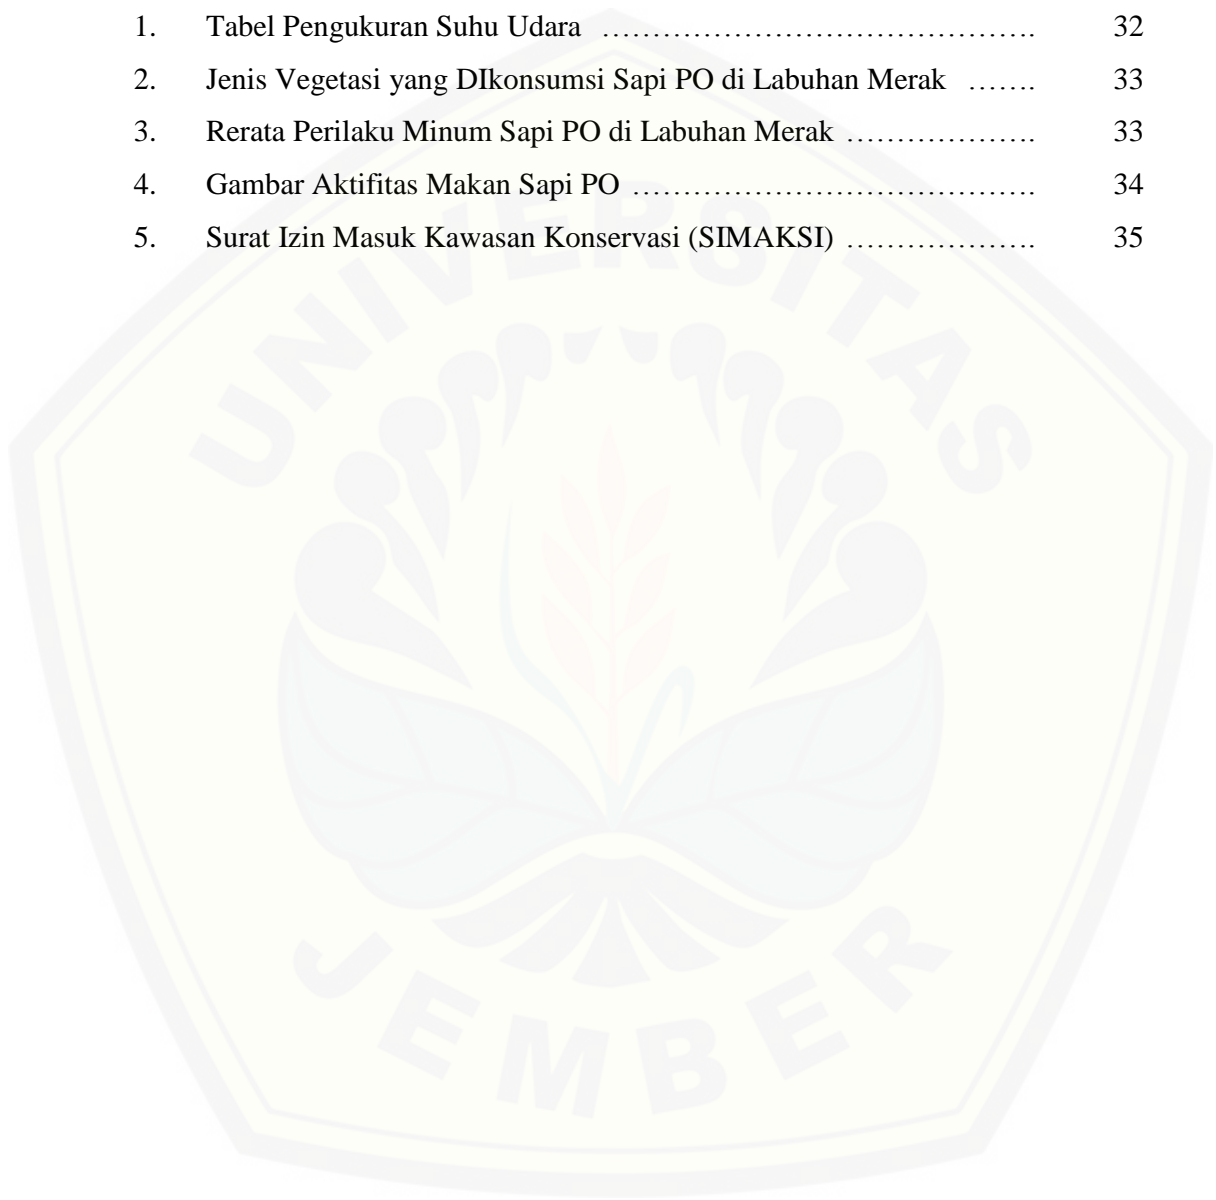 1. Tabel Pengukuran Suhu Udara ……………………………………. 32
2. Jenis Vegetasi yang DIkonsumsi Sapi PO di Labuhan Merak ……. 33
3. Rerata Perilaku Minum Sapi PO di Labuhan Merak ………………. 33
4. Gambar Aktifitas Makan Sapi PO …………………………………. 34
5. Surat Izin Masuk Kawasan Konservasi (SIMAKSI) ………………. 35
UNIVERSITAS
JEMBER